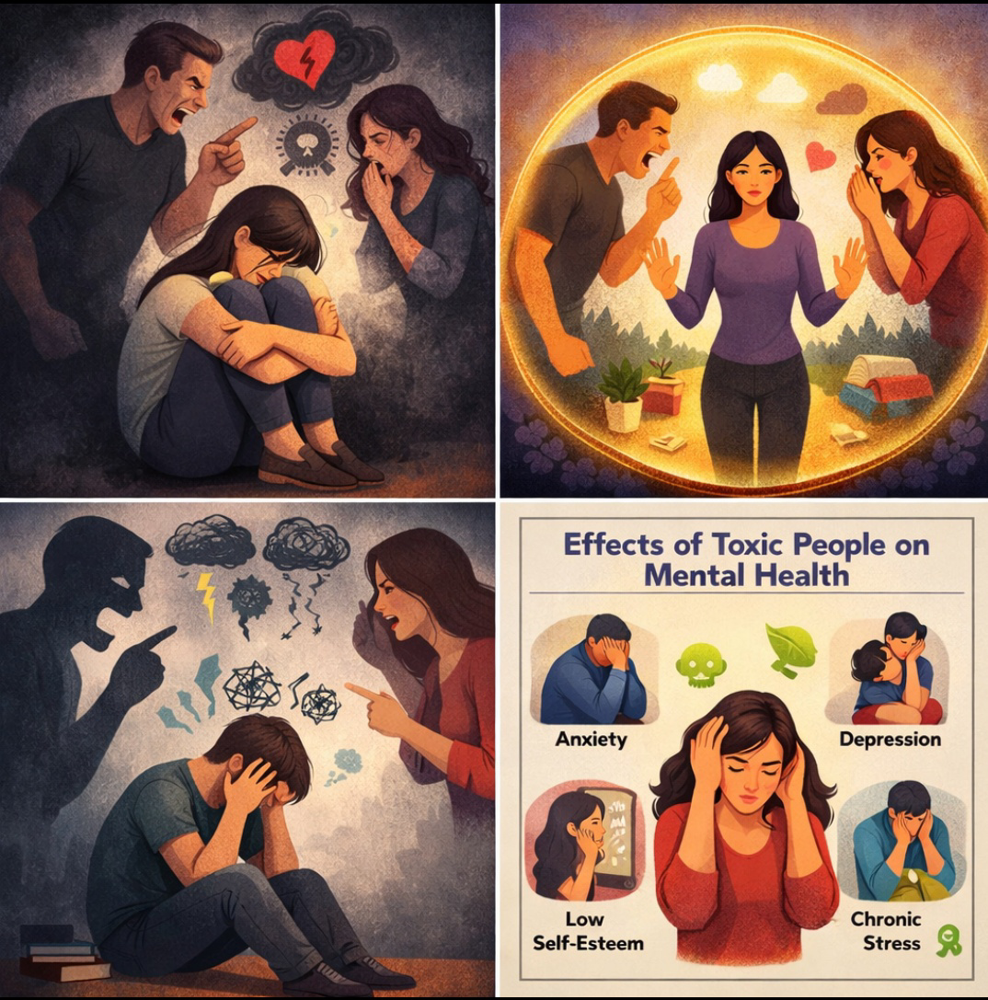 Effects of Toxic People on
Mental Health
Anxiety
Depression
Low
Self-Esteem
Chronic
Stress